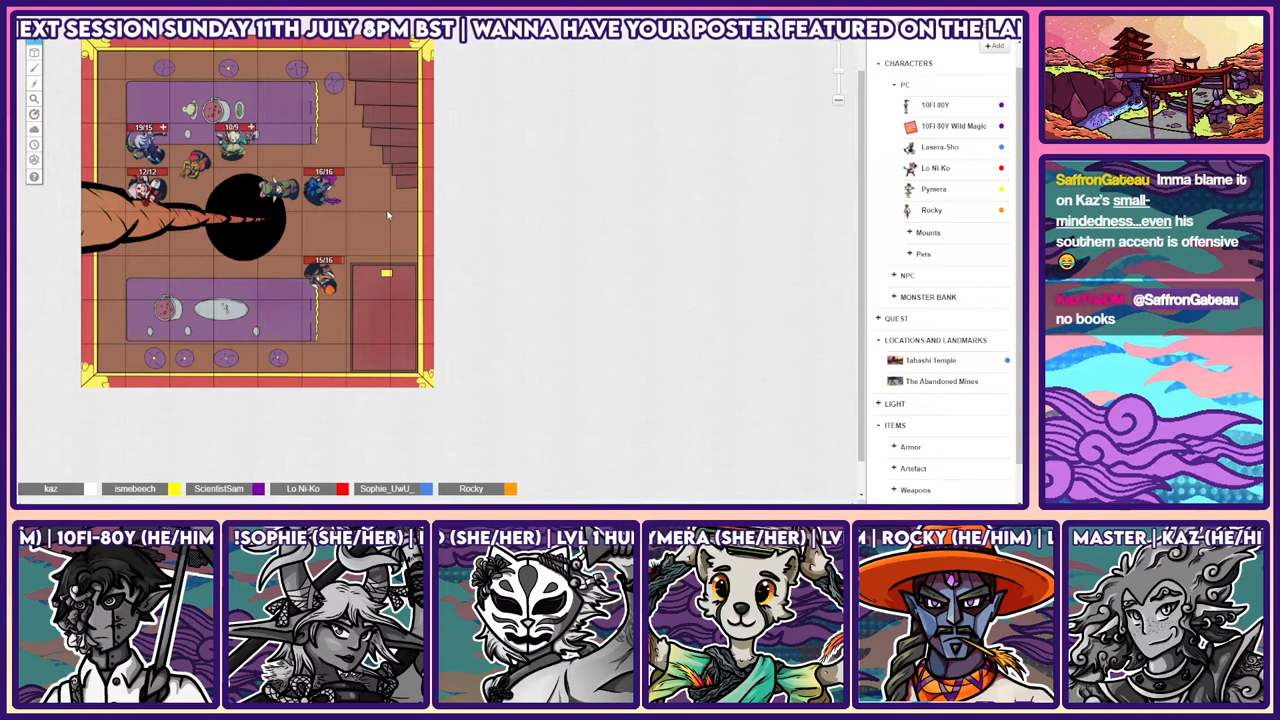 EXT SESSION SUNDAY 11TH JULY 8PM BST | WANNA HAVE YOUR POSTER FEATURED ON THE LA
+ Add
CHARACTERS
PC
10FI 80Y
10FI 80Y Wild Magic
Lasera-Sho
Lo Ni-Ko
Pymera
Rocky
Mounts
Pets
NPC
MONSTER BANK
QUEST
LOCATIONS AND LANDMARKS
Tahashi Temple
The Abandoned Mines
LIGHT
ITEMS
Armor
Artefact
Weapons
19/15
10/9
12/12
16/16
15/16
SaffronGateau Imma blame it
on Kaz's small-
mindedness...even his
southern accent is offensive
😂
KazTheDM @SaffronGateau
no books
kaz
ismebeech
ScientistSam
Lo Ni-Ko
Sophie_UwU_
Rocky
M) | 10FI-80Y (HE/HIM
!SOPHIE (SHE/HER) |
(SHE/HER) | LVL 1 HU
YMERA (SHE/HER) | LV
| ROCKY (HE/HIM) | L
MASTER | KAZ (HE/HI